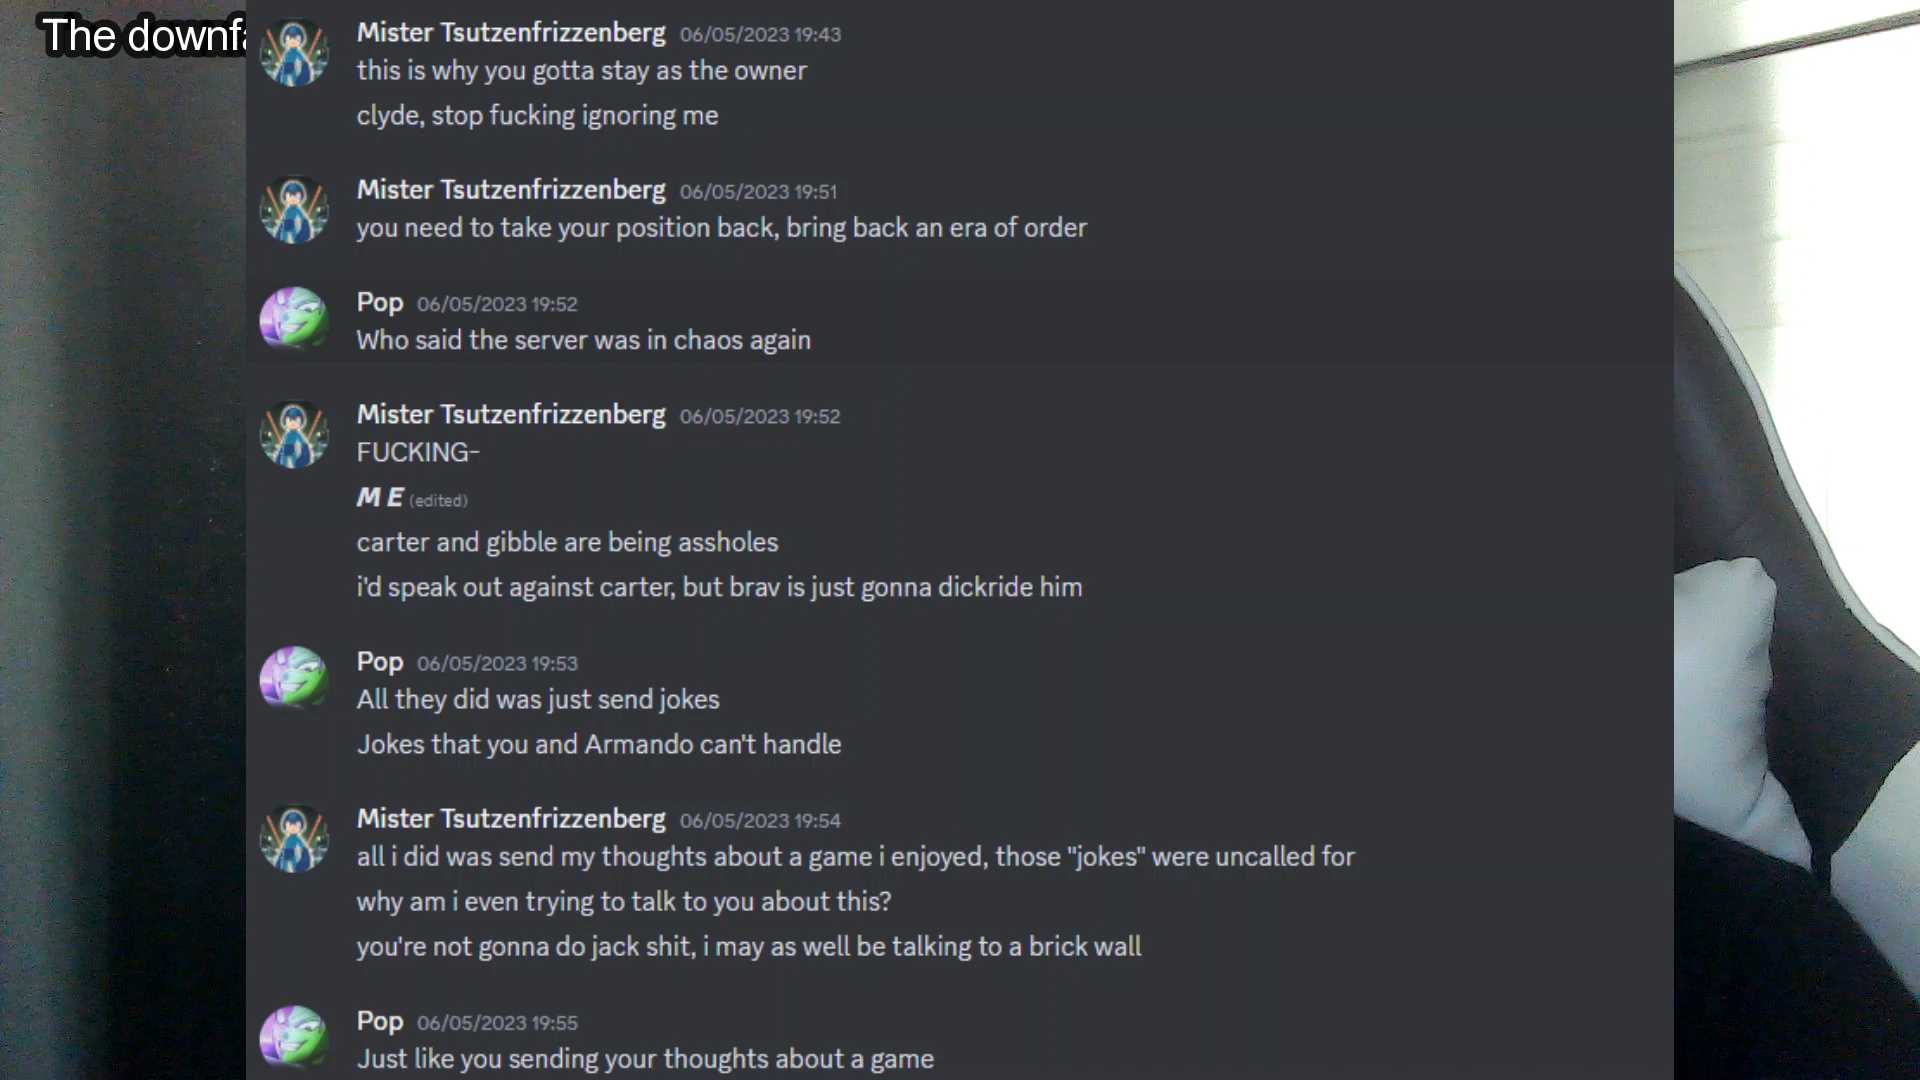 The downfa
Mister Tsutzenfrizzenberg 06/05/2023 19:43
this is why you gotta stay as the owner
clyde, stop fucking ignoring me
Mister Tsutzenfrizzenberg 06/05/2023 19:51
you need to take your position back, bring back an era of order
Pop 06/05/2023 19:52
Who said the server was in chaos again
Mister Tsutzenfrizzenberg 06/05/2023 19:52
FUCKING-
M E (edited)
carter and gibble are being assholes
i'd speak out against carter, but brav is just gonna dickride him
Pop 06/05/2023 19:53
All they did was just send jokes
Jokes that you and Armando can't handle
Mister Tsutzenfrizzenberg 06/05/2023 19:54
all i did was send my thoughts about a game i enjoyed, those "jokes" were uncalled for
why am i even trying to talk to you about this?
you're not gonna do jack shit, i may as well be talking to a brick wall
Pop 06/05/2023 19:55
Just like you sending your thoughts about a game